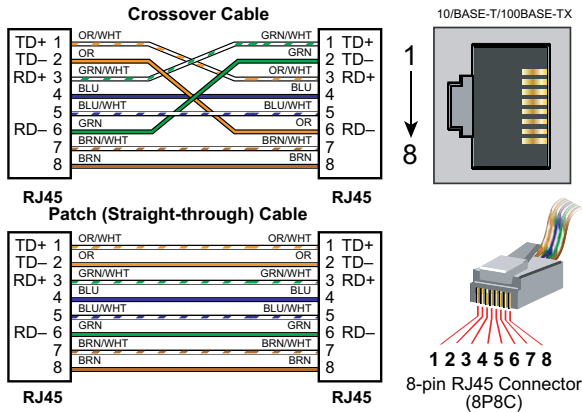 Crossover Cable
TD+ 1 OR/WHT GRN/WHT 1 TD+
TD– 2 OR GRN 2 TD–
RD+ 3 GRN/WHT OR/WHT 3 RD+
4 BLU BLU 4
5 BLU/WHT BLU/WHT 5
RD– 6 GRN OR 6 RD–
7 BRN/WHT BRN/WHT 7
8 BRN BRN 8
RJ45 RJ45
Patch (Straight-through) Cable
TD+ 1 OR/WHT OR/WHT 1 TD+
TD– 2 OR OR 2 TD–
RD+ 3 GRN/WHT GRN/WHT 3 RD+
4 BLU BLU 4
5 BLU/WHT BLU/WHT 5
RD– 6 GRN GRN 6 RD–
7 BRN/WHT BRN/WHT 7
8 BRN BRN 8
RJ45 RJ45
10/BASE-T/100BASE-TX
1
8
1 2 3 4 5 6 7 8
8-pin RJ45 Connector
(8P8C)